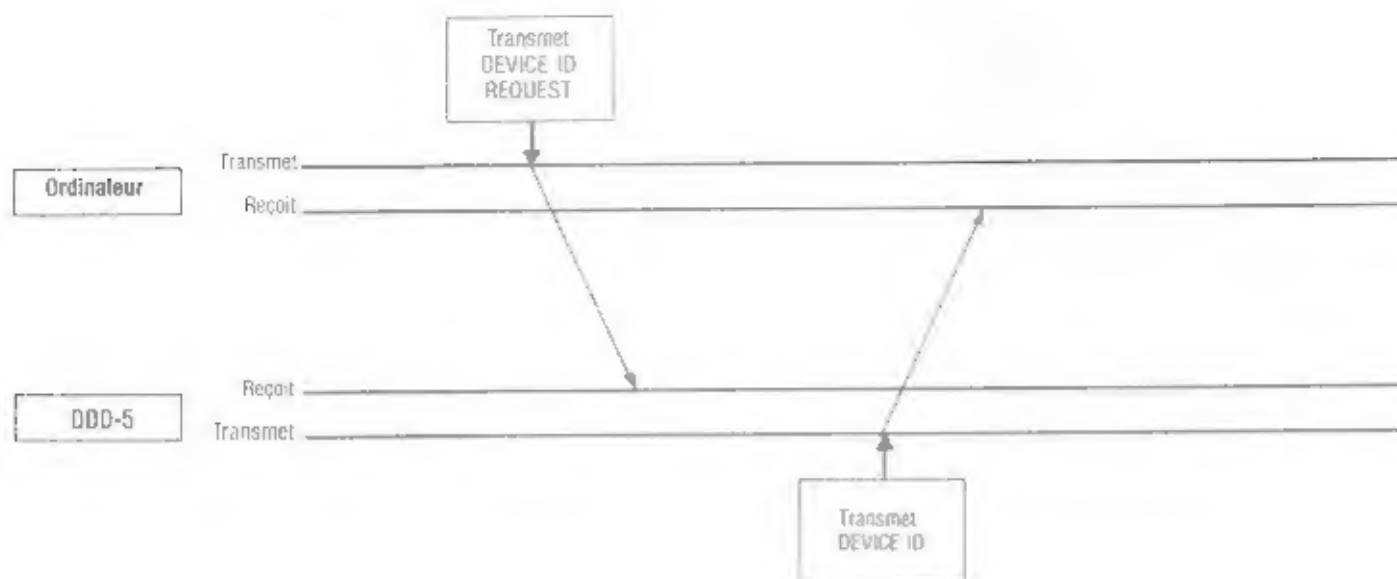 Transmet
DEVICE ID
REQUEST
Transmet
Ordinateur
Reçoit
Reçoit
DDD-5
Transmet
Transmet
DEVICE ID